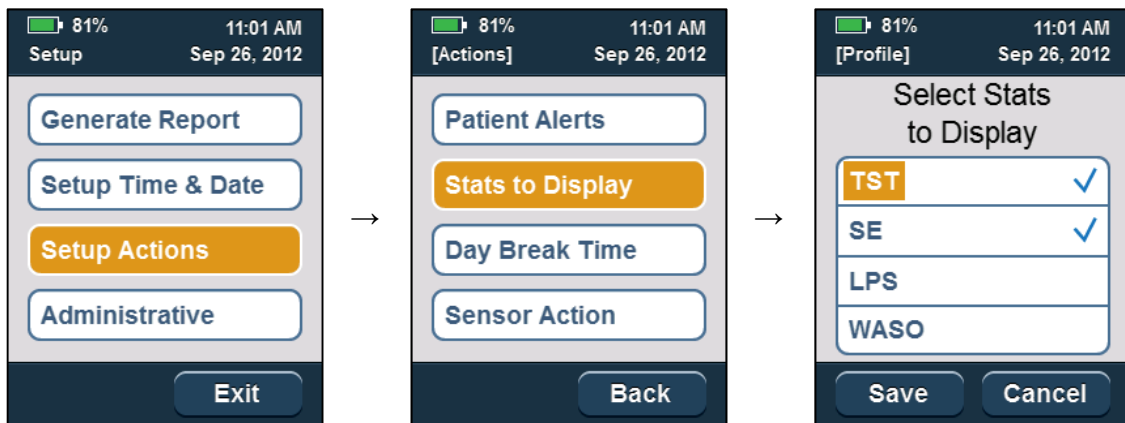 81% 11:01 AM
Setup Sep 26, 2012
Generate Report
Setup Time & Date
Setup Actions
Administrative
Exit
→
81% 11:01 AM
[Actions] Sep 26, 2012
Patient Alerts
Stats to Display
Day Break Time
Sensor Action
Back
→
81% 11:01 AM
[Profile] Sep 26, 2012
Select Stats
to Display
TST ✓
SE ✓
LPS
WASO
Save Cancel